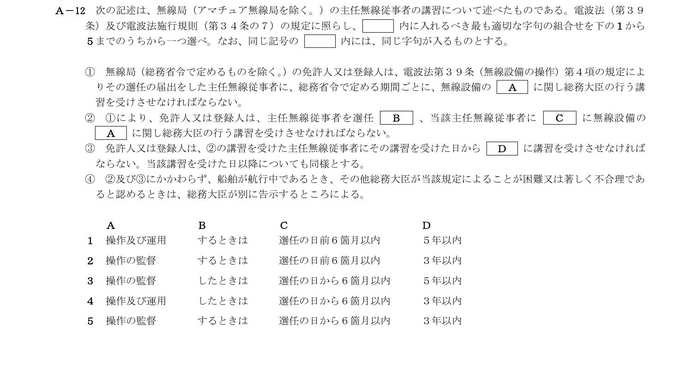 A－12 次の記述は、無線局（アマチュア無線局を除く。）の主任無線従事者の講習について述べたものである。電波法（第３９
条）及び電波法施行規則（第３４条の７）の規定に照らし、 内に入れるべき最も適切な字句の組合せを下の１から
５までのうちから一つ選べ。なお、同じ記号の 内には、同じ字句が入るものとする。
① 無線局（総務省令で定めるものを除く。）の免許人又は登録人は、電波法第３９条（無線設備の操作）第４項の規定によ
りその選任の届出をした主任無線従事者に、総務省令で定める期間ごとに、無線設備の A に関し総務大臣の行う講
習を受けさせなければならない。
② ①により、免許人又は登録人は、主任無線従事者を選任 B 、当該主任無線従事者に C に無線設備の
A に関し総務大臣の行う講習を受けさせなければならない。
③ 免許人又は登録人は、②の講習を受けた主任無線従事者にその講習を受けた日から D に講習を受けさせなければ
ならない。当該講習を受けた日以降についても同様とする。
④ ②及び③にかかわらず、船舶が航行中であるとき、その他総務大臣が当該規定によることが困難又は著しく不合理であ
ると認めるときは、総務大臣が別に告示するところによる。
A B C D
1 操作及び運用 するときは 選任の日前６箇月以内 ５年以内
2 操作の監督 するときは 選任の日前６箇月以内 ３年以内
3 操作の監督 したときは 選任の日から６箇月以内 ５年以内
4 操作及び運用 したときは 選任の日から６箇月以内 ３年以内
5 操作の監督 するときは 選任の日から６箇月以内 ３年以内